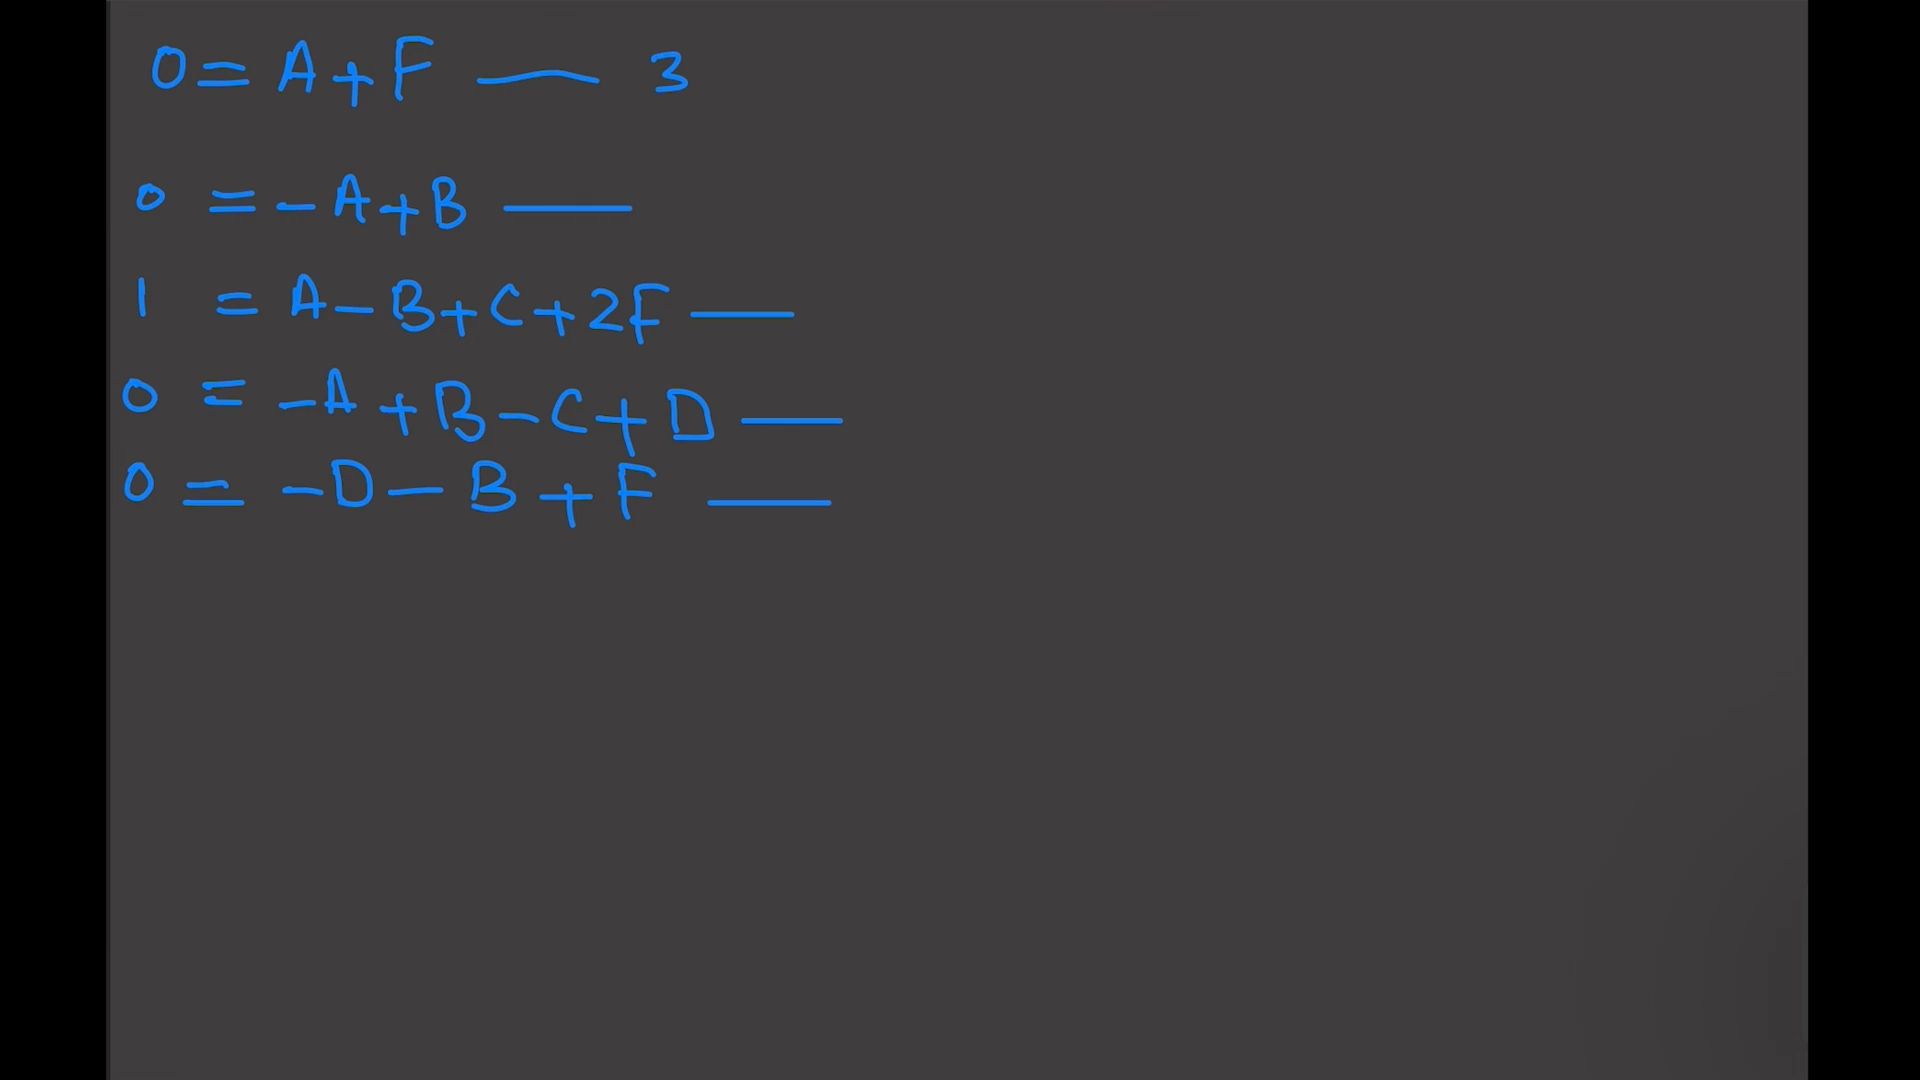 0 = A + F — 3
0 = -A + B —
1 = A - B + C + 2F —
0 = -A + B - C + D —
0 = -D - B + F —